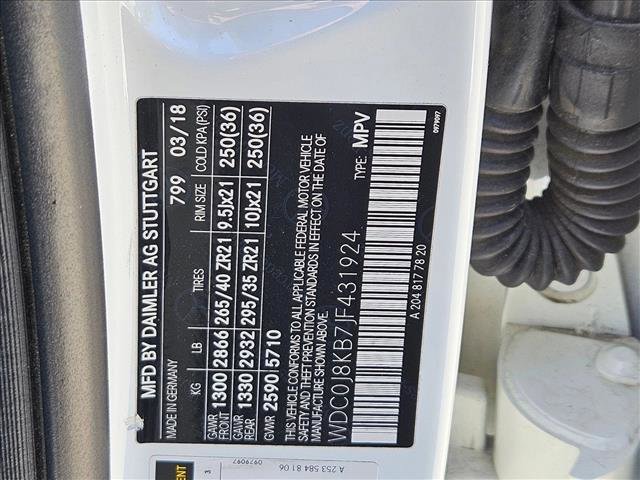 MFD BY DAIMLER AG STUTTGART
MADE IN GERMANY 799 03/18
KG LB TIRES RIM SIZE COLD KPA(PSI)
GAWR FRONT 1300 2866 265/40 ZR21 9.5Jx21 250(36)
GAWR REAR 1330 2932 295/35 ZR21 10Jx21 250(36)
GVWR 2590 5710
THIS VEHICLE CONFORMS TO ALL APPLICABLE FEDERAL MOTOR VEHICLE
SAFETY AND THEFT PREVENTION STANDARDS IN EFFECT ON THE DATE OF
MANUFACTURE SHOWN ABOVE.
TYPE: MPV
WDC0J8KB7JF431924
A 204 817 78 20
0979097
3
0979097
A 253 584 81 06